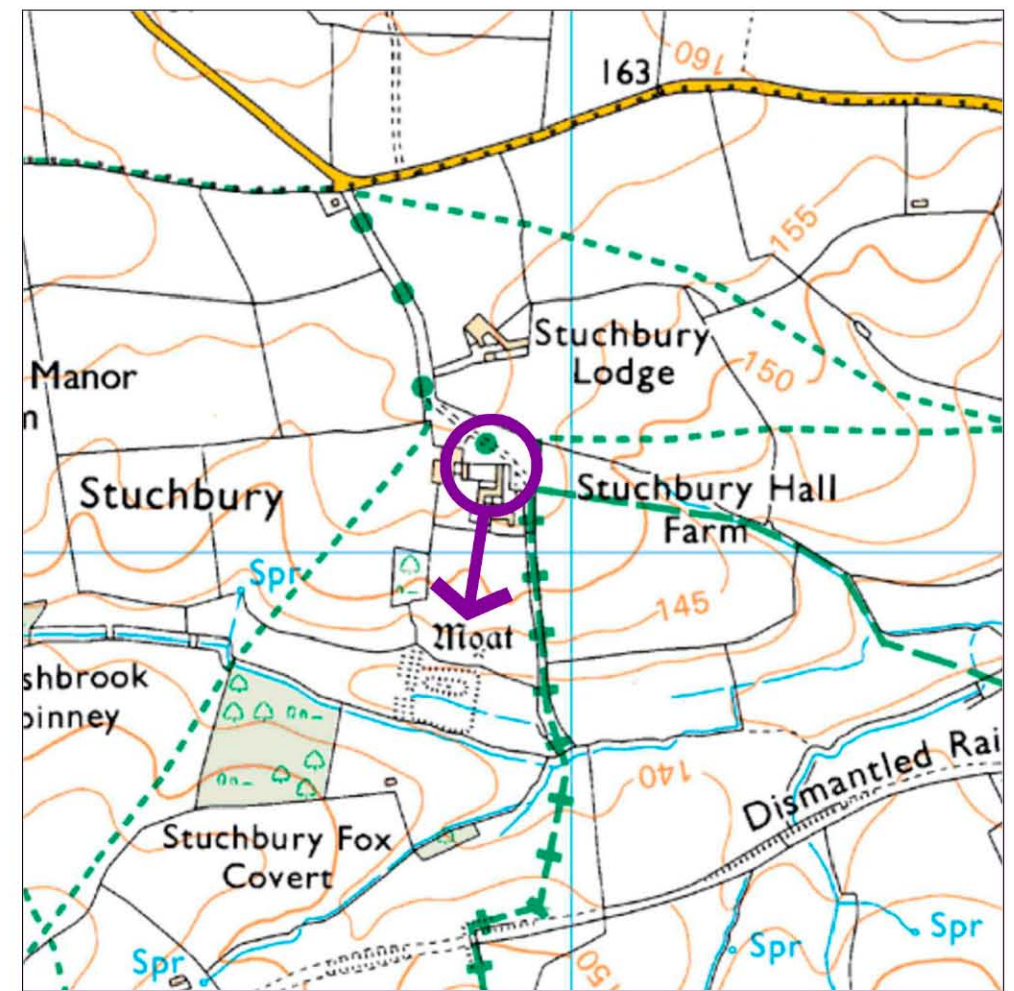 160
163
155
Stuchbury
Lodge
150
Manor
Stuchbury
Stuchbury Hall
Farm
Spr
145
Moat
shbrook
pinney
140
Dismantled Rai
Stuchbury Fox
Covert
Spr
Spr
Spr
50